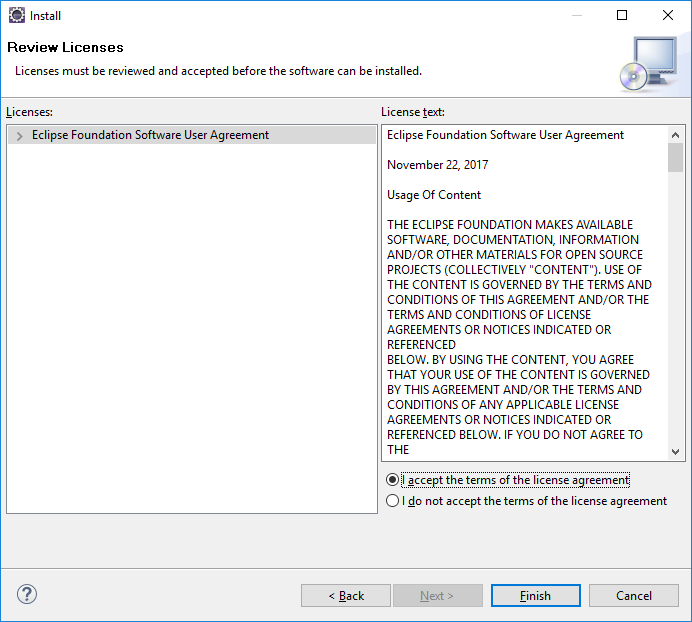 Install
Review Licenses
Licenses must be reviewed and accepted before the software can be installed.
Licenses:
Eclipse Foundation Software User Agreement
License text:
Eclipse Foundation Software User Agreement
November 22, 2017
Usage Of Content
THE ECLIPSE FOUNDATION MAKES AVAILABLE
SOFTWARE, DOCUMENTATION, INFORMATION
AND/OR OTHER MATERIALS FOR OPEN SOURCE
PROJECTS (COLLECTIVELY "CONTENT"). USE OF
THE CONTENT IS GOVERNED BY THE TERMS AND
CONDITIONS OF THIS AGREEMENT AND/OR THE
TERMS AND CONDITIONS OF LICENSE
AGREEMENTS OR NOTICES INDICATED OR
REFERENCED
BELOW. BY USING THE CONTENT, YOU AGREE
THAT YOUR USE OF THE CONTENT IS GOVERNED
BY THIS AGREEMENT AND/OR THE TERMS AND
CONDITIONS OF ANY APPLICABLE LICENSE
AGREEMENTS OR NOTICES INDICATED OR
REFERENCED BELOW. IF YOU DO NOT AGREE TO
THE
I accept the terms of the license agreement
I do not accept the terms of the license agreement
?
< Back
Next >
Finish
Cancel